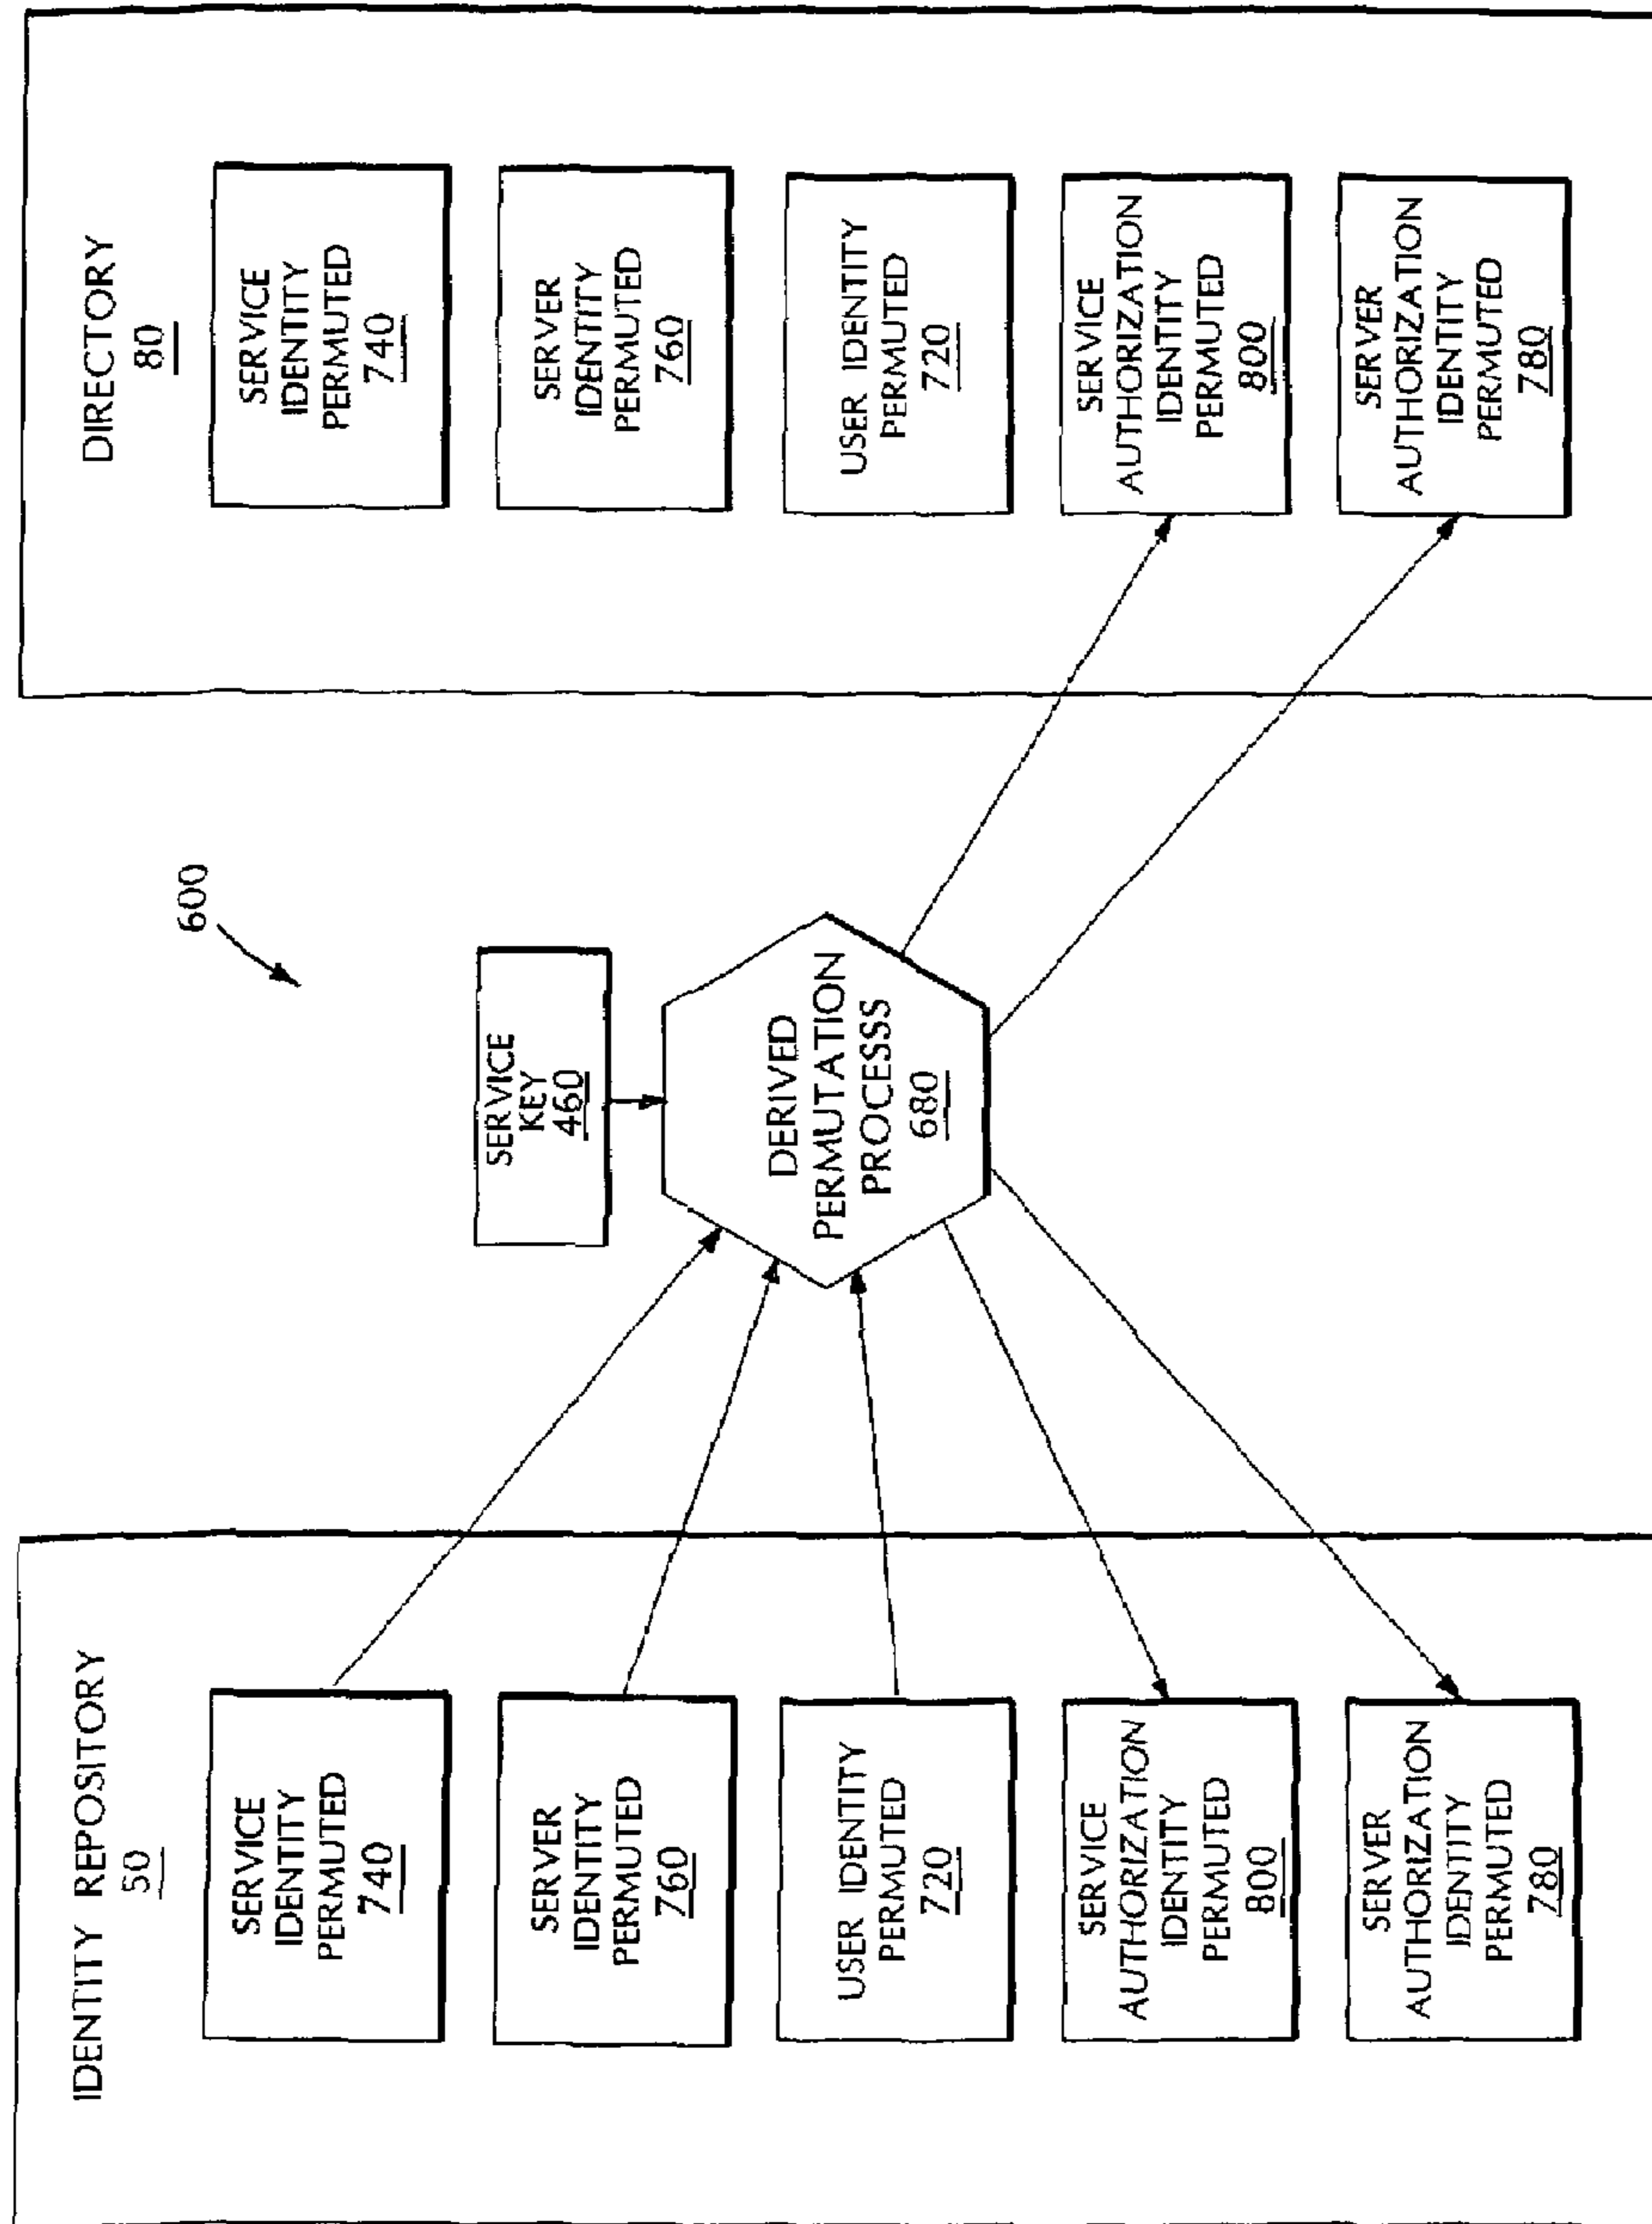 IDENTITY REPOSITORY
50
SERVICE
IDENTITY
PERMUTED
740
SERVER
IDENTITY
PERMUTED
760
USER IDENTITY
PERMUTED
720
SERVICE
AUTHORIZATION
IDENTITY
PERMUTED
800
SERVER
AUTHORIZATION
IDENTITY
PERMUTED
780
600
SERVICE
KEY
460
DERIVED
PERMUTATION
PROCESSS
680
DIRECTORY
80
SERVICE
IDENTITY
PERMUTED
740
SERVER
IDENTITY
PERMUTED
760
USER IDENTITY
PERMUTED
720
SERVICE
AUTHORIZATION
IDENTITY
PERMUTED
800
SERVER
AUTHORIZATION
IDENTITY
PERMUTED
780